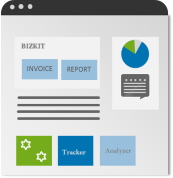 BIZKIT
INVOICE REPORT
Tracker Analyzer